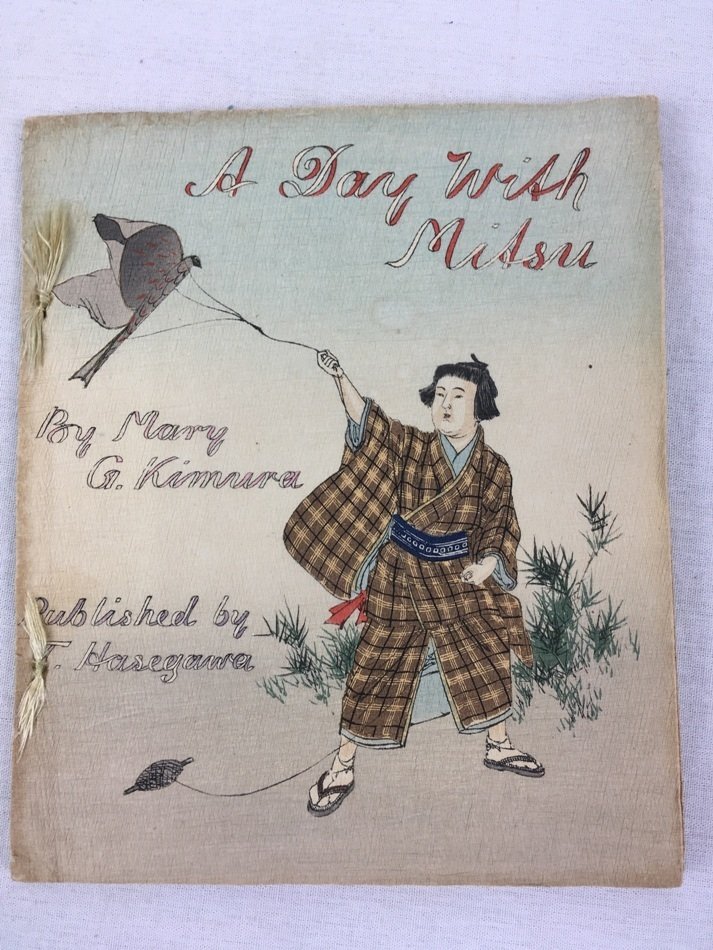 A Day With
Mitsu
By Mary
G. Kimura
Published by
T. Hasegawa